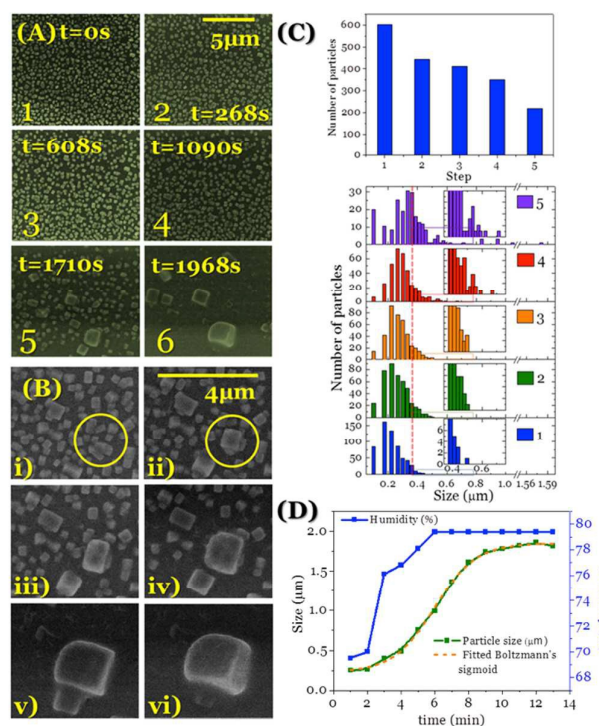 (A) t=0s
1
5µm
2 t=268s
t=608s
3
t=1090s
4
t=1710s
5
t=1968s
6
(B)
i)
4µm
ii)
iii)
iv)
v)
vi)
(C)
Number of particles
600
500
400
300
200
100
0
1 2 3 4 5
Step
Number of particles
30
20
10
0
5
60
40
20
0
4
80
60
40
20
0
3
80
60
40
20
0
2
150
100
50
0
8
6
4
2
0
0.4 0.6
1
0.2 0.4 0.6 0.8 1.0 1.56 1.59
Size (µm)
(D)
Size (µm)
2.0
1.5
1.0
0.5
0.0
Humidity (%)
Particle size (µm)
Fitted Boltzmann's
sigmoid
80
78
76
74
72
70
68
0 2 4 6 8 10 12 14
time (min)